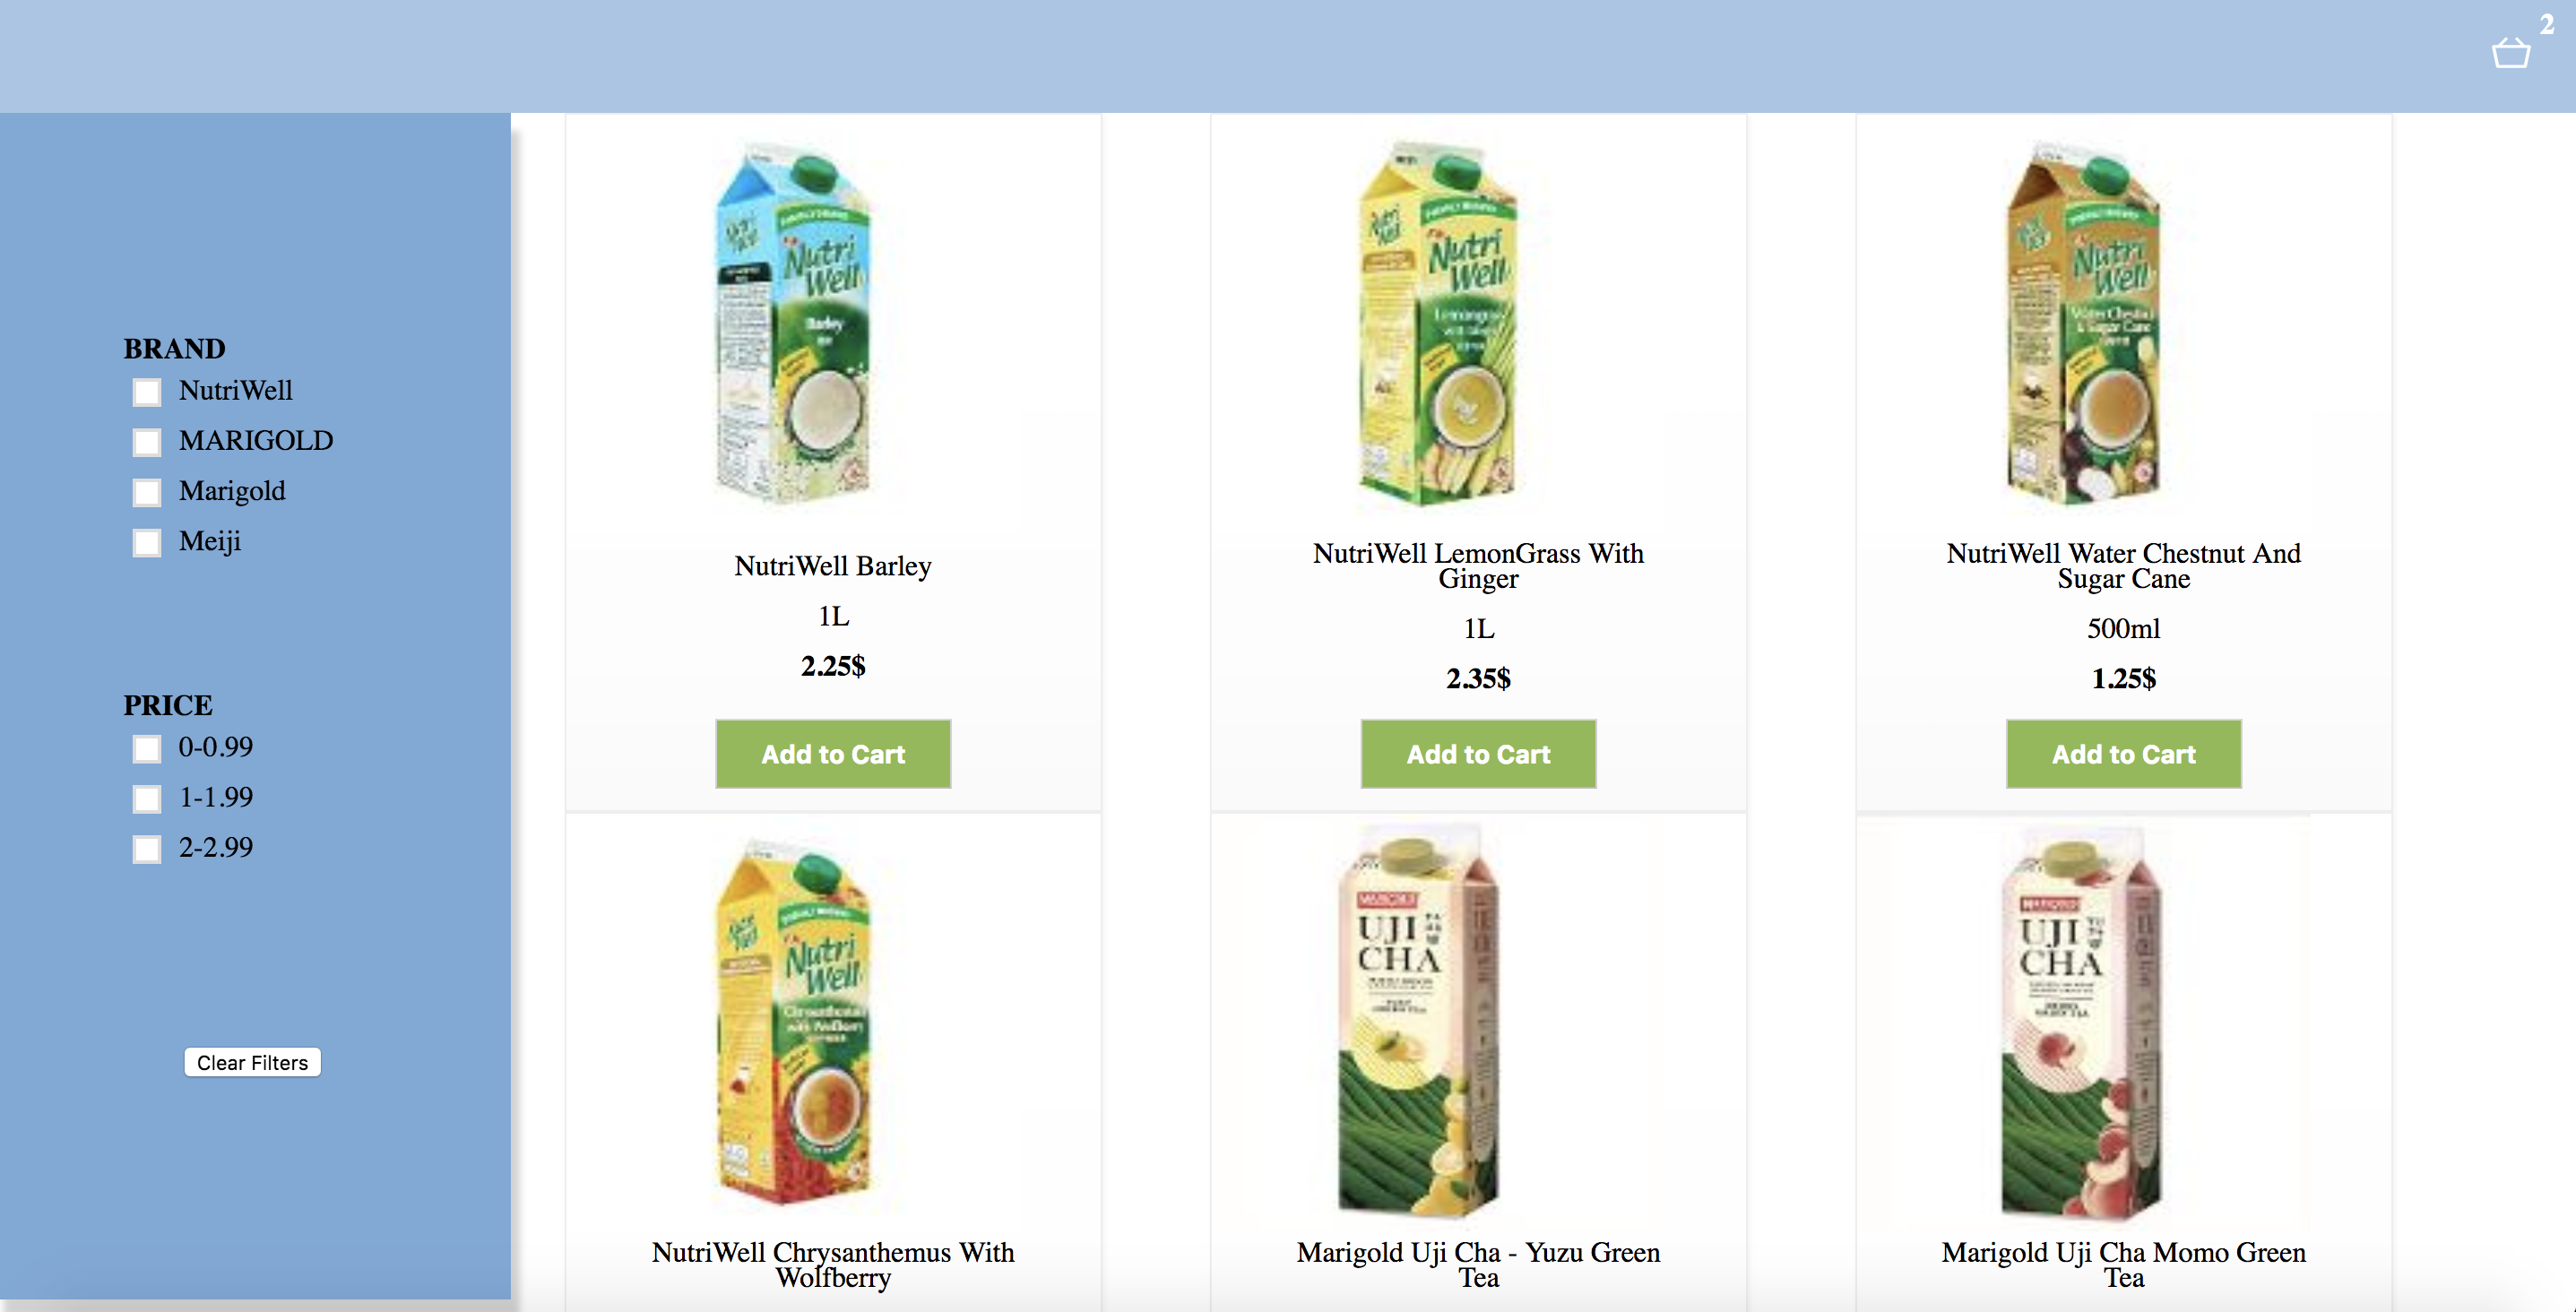 2
BRAND
NutriWell
MARIGOLD
Marigold
Meiji
PRICE
0-0.99
1-1.99
2-2.99
Clear Filters
Nutri
Well
Barley
NutriWell Barley
1L
2.25$
Add to Cart
Nutri
Well
NutriWell LemonGrass With
Ginger
1L
2.35$
Add to Cart
Nutri
Well
NutriWell Water Chestnut And
Sugar Cane
500ml
1.25$
Add to Cart
Nutri
Well
NutriWell Chrysanthemus With
Wolfberry
MARIGOLD
UJI
CHA
Marigold Uji Cha - Yuzu Green
Tea
MARIGOLD
UJI
CHA
Marigold Uji Cha Momo Green
Tea